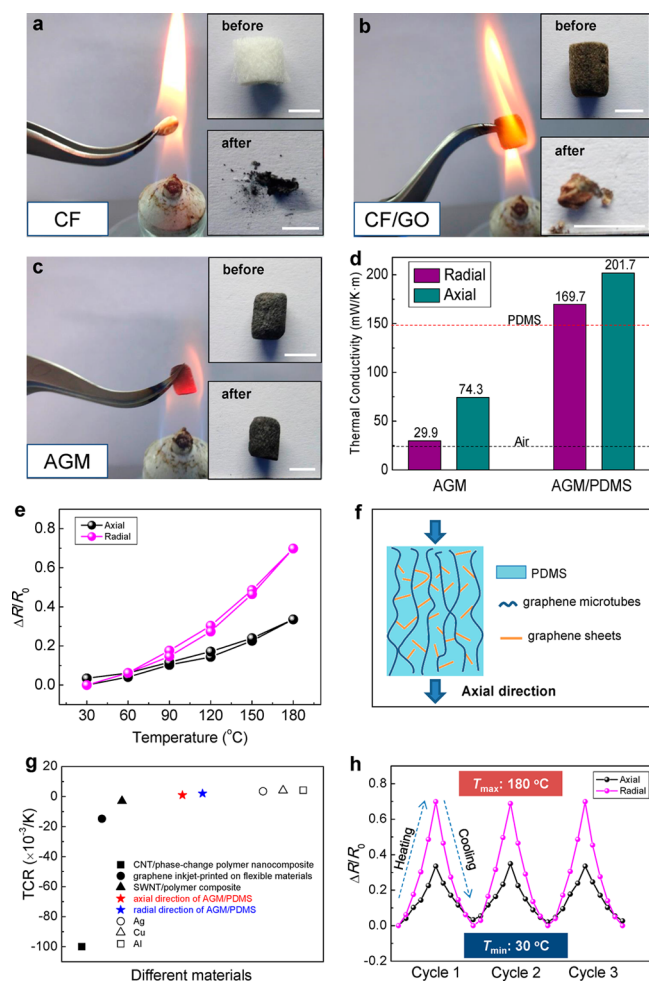 a
before
after
CF
b
before
after
CF/GO
c
before
after
AGM
d
Radial
Axial
201.7
169.7
PDMS
74.3
29.9
Air
Thermal Conductivity (mW/K·m)
200
150
100
50
0
AGM
AGM/PDMS
e
Axial
Radial
ΔR/R0
0.8
0.6
0.4
0.2
0.0
30 60 90 120 150 180
Temperature (°C)
f
PDMS
graphene microtubes
graphene sheets
Axial direction
g
TCR (×10⁻³/K)
20
0
-20
-40
-60
-80
-100
CNT/phase-change polymer nanocomposite
graphene inkjet-printed on flexible materials
SWNT/polymer composite
axial direction of AGM/PDMS
radial direction of AGM/PDMS
Ag
Cu
Al
Different materials
h
Tmax: 180 °C
Axial
Radial
Heating
Cooling
ΔR/R0
0.8
0.6
0.4
0.2
0.0
-0.2
Tmin: 30 °C
Cycle 1 Cycle 2 Cycle 3